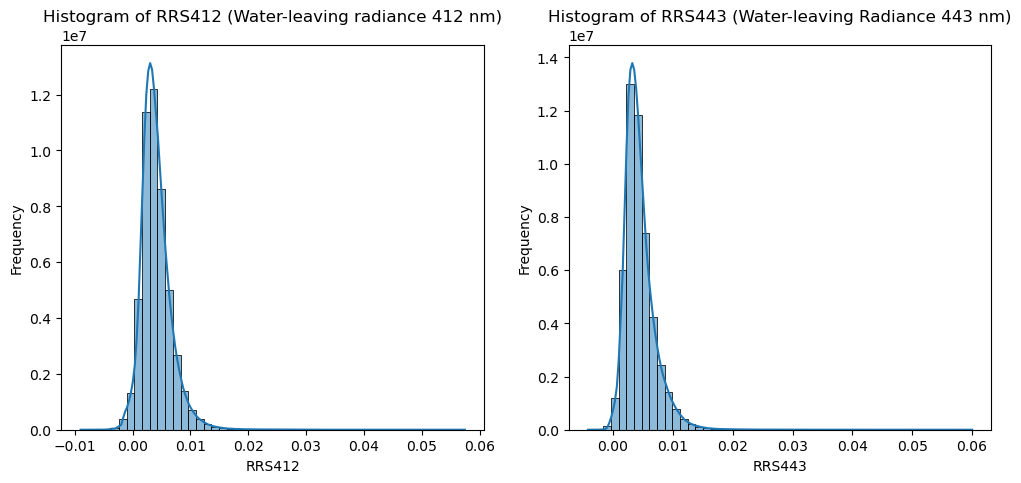 Histogram of RRS412 (Water-leaving radiance 412 nm)
1e7
1.2
1.0
0.8
0.6
0.4
0.2
0.0
Frequency
−0.01 0.00 0.01 0.02 0.03 0.04 0.05 0.06
RRS412
Histogram of RRS443 (Water-leaving Radiance 443 nm)
1e7
1.4
1.2
1.0
0.8
0.6
0.4
0.2
0.0
Frequency
0.00 0.01 0.02 0.03 0.04 0.05 0.06
RRS443